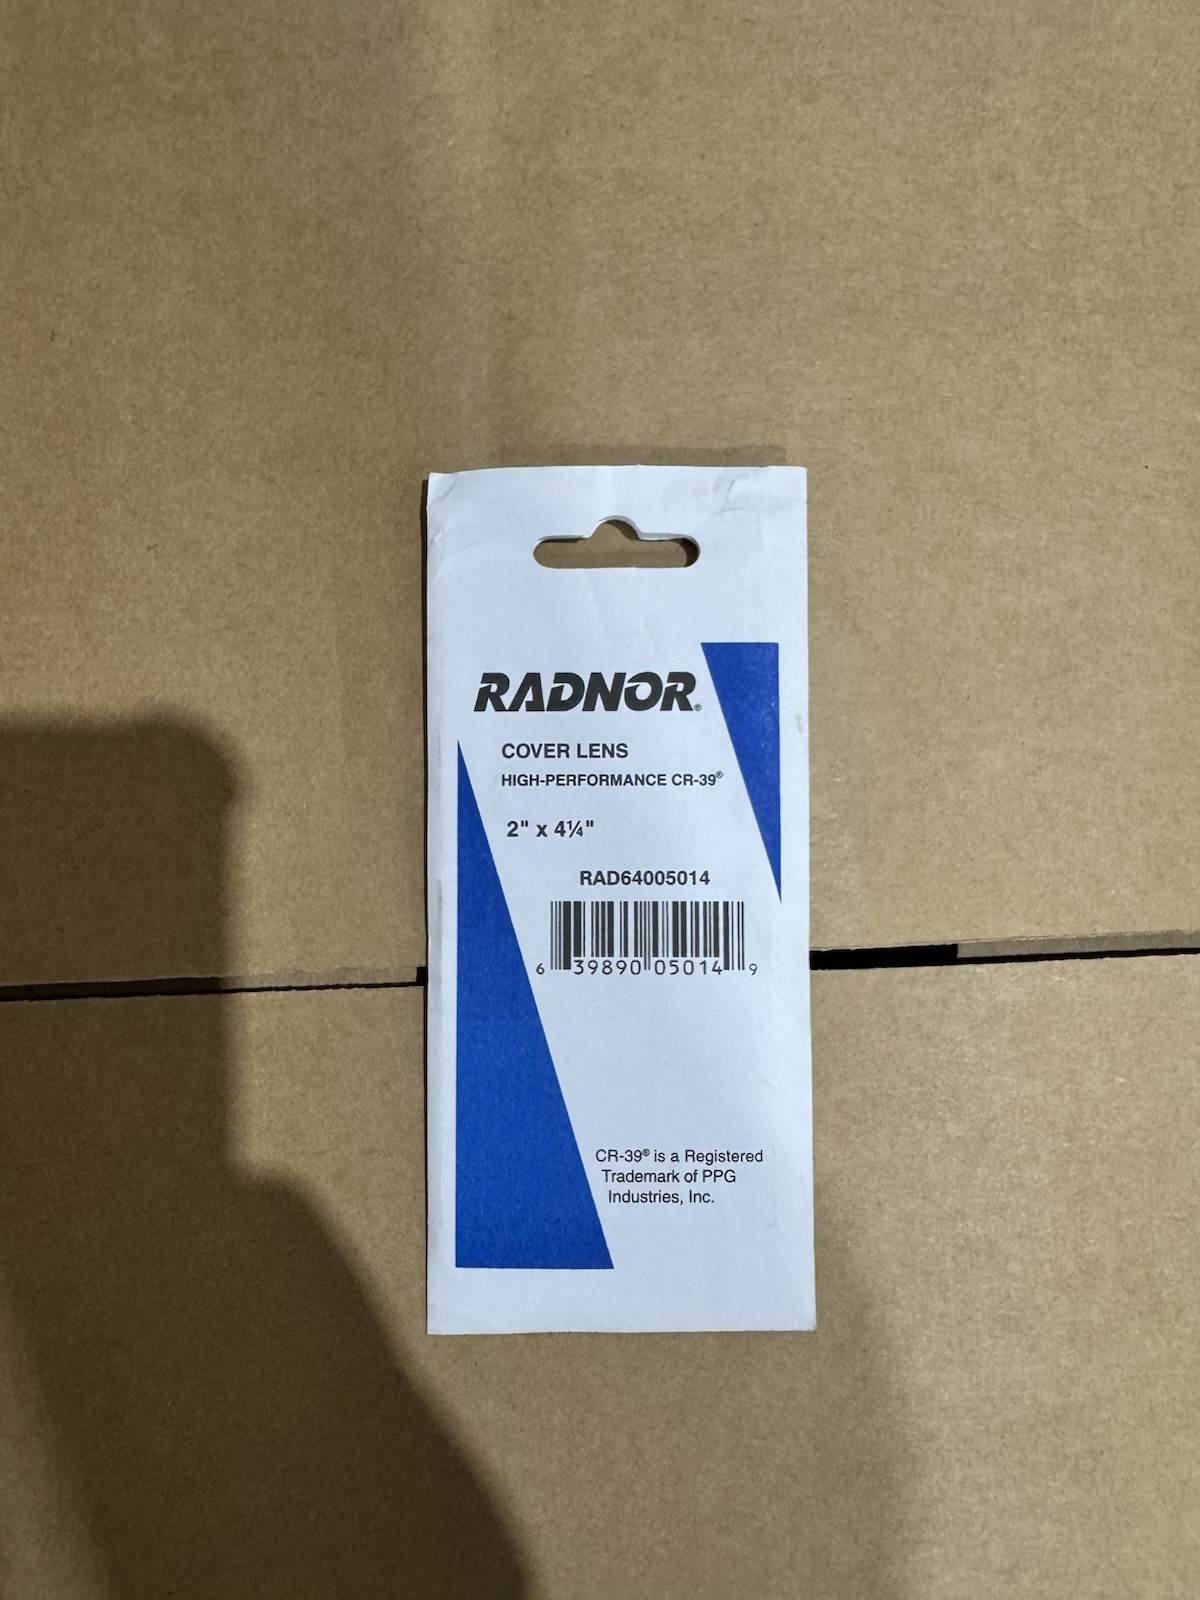 RADNOR®
COVER LENS
HIGH-PERFORMANCE CR-39®
2" x 4¼"
RAD64005014
6 39890 05014 9
CR-39® is a Registered
Trademark of PPG
Industries, Inc.